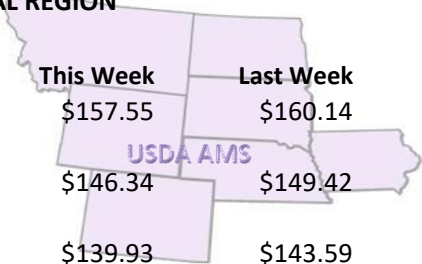 AL REGION
This Week Last Week
$157.55 $160.14
USDA AMS
$146.34 $149.42
$139.93 $143.59